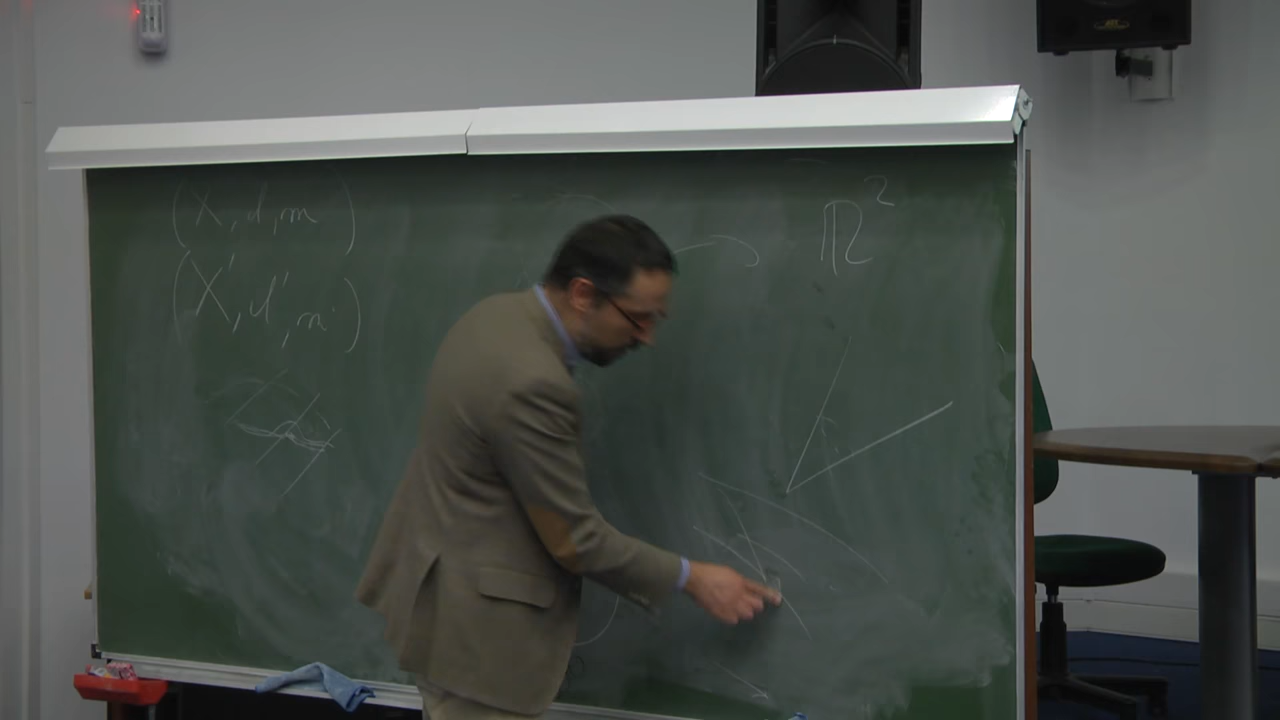 (X, d, m)
(X', d', m')
ℝ²